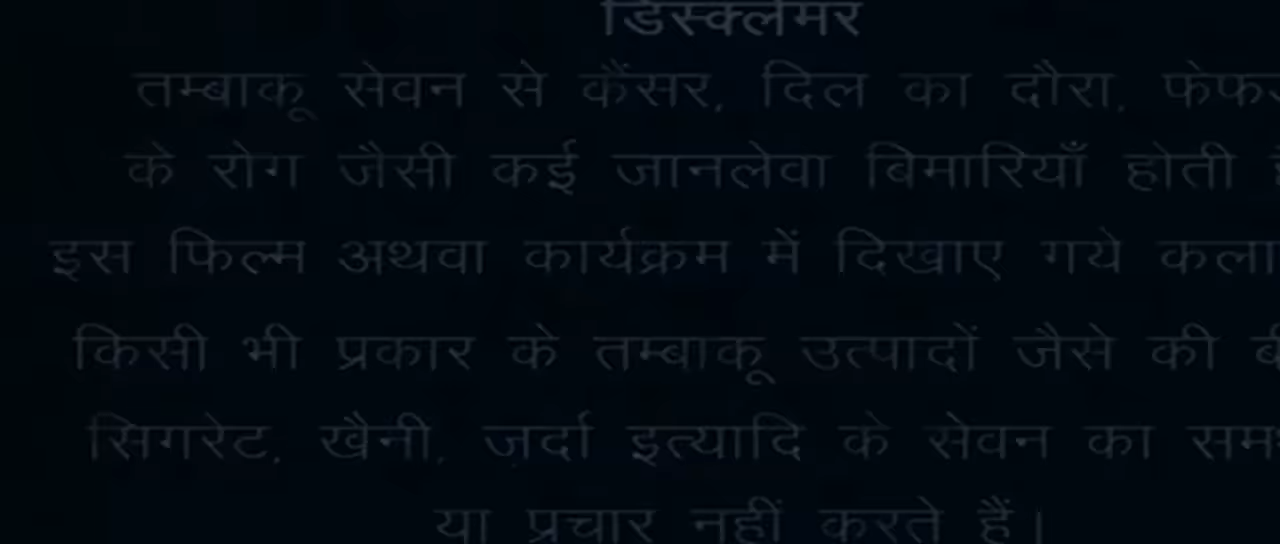 डिस्क्लेमर
तम्बाकू सेवन से कैंसर, दिल का दौरा, फेफ
के रोग जैसी कई जानलेवा बिमारियाँ होती
इस फिल्म अथवा कार्यक्रम में दिखाए गये कला
किसी भी प्रकार के तम्बाकू उत्पादों जैसे की
सिगरेट, खैनी, जर्दा इत्यादि के सेवन का सम
या प्रचार नहीं करते हैं।